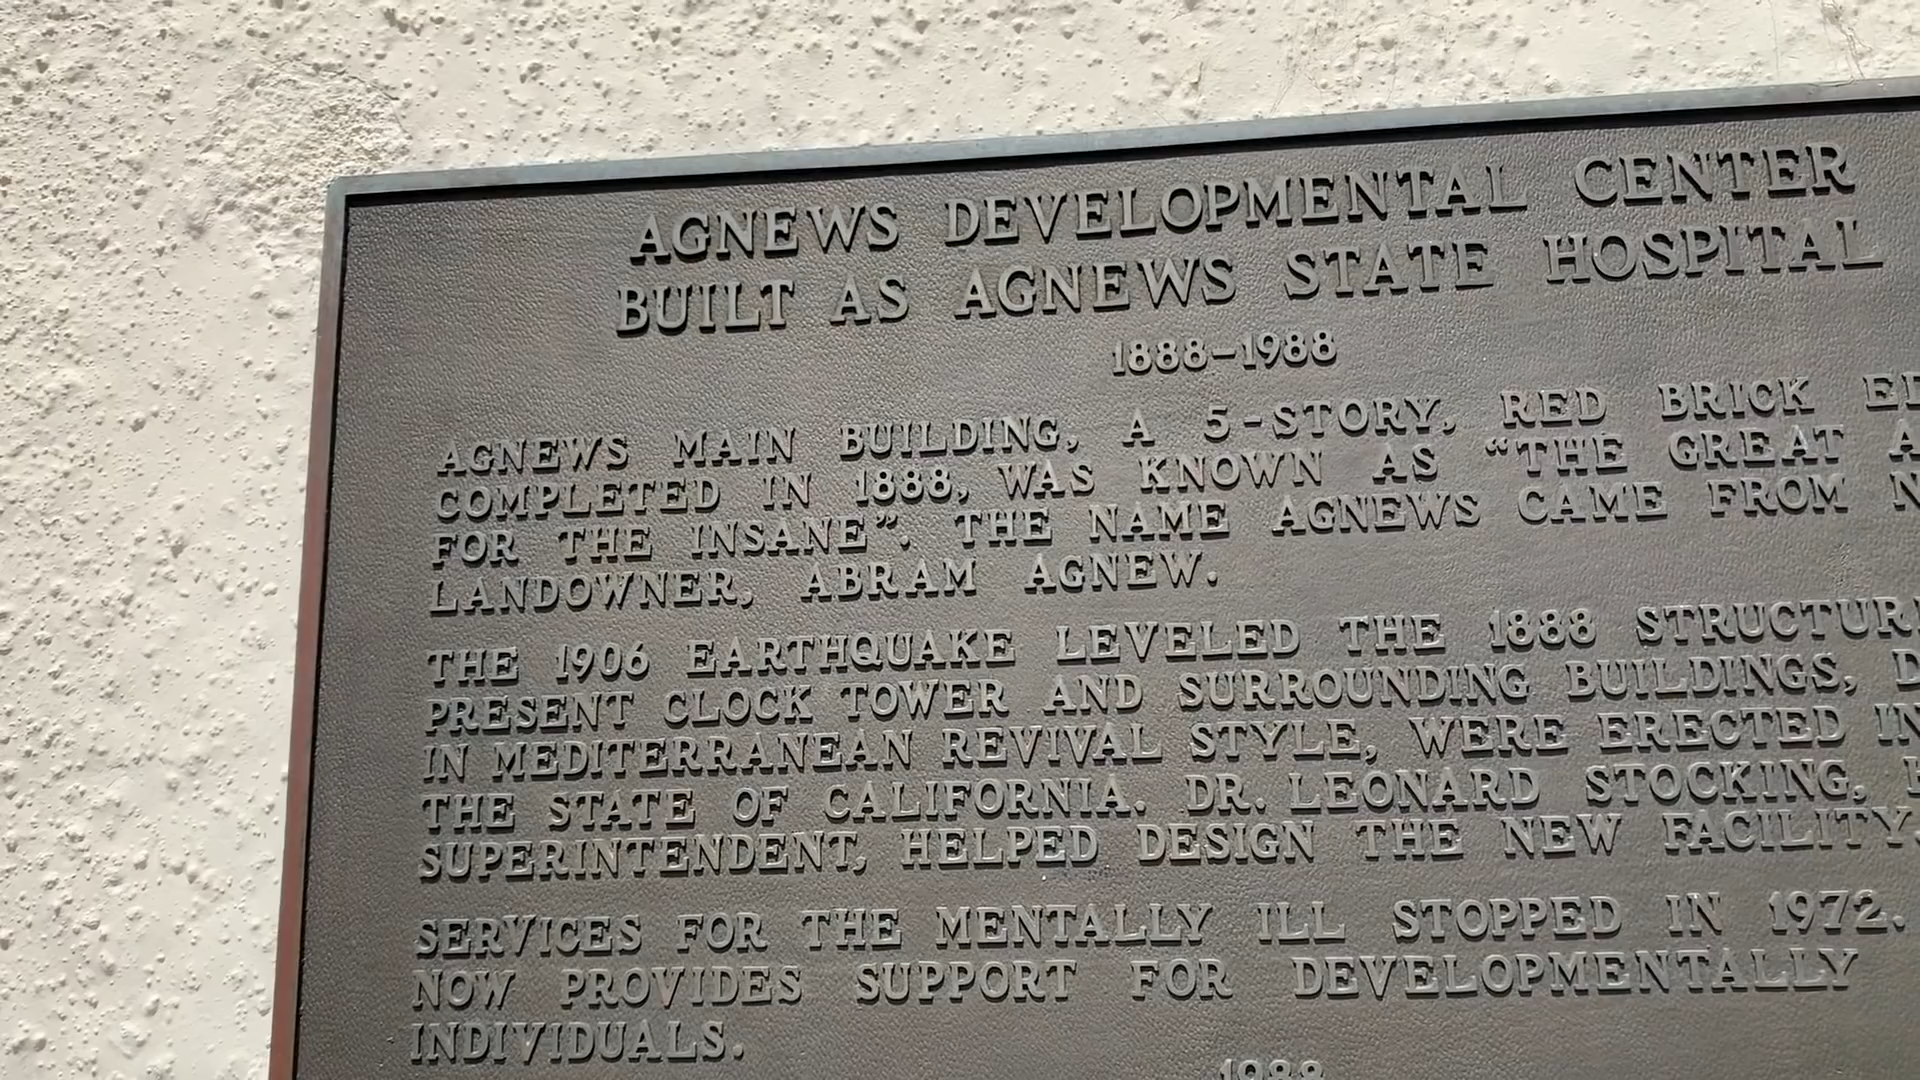 AGNEWS DEVELOPMENTAL CENTER
BUILT AS AGNEWS STATE HOSPITAL
1888-1988
AGNEWS MAIN BUILDING, A 5-STORY, RED BRICK
COMPLETED IN 1888, WAS KNOWN AS “THE GREAT
FOR THE INSANE”. THE NAME AGNEWS CAME FROM
LANDOWNER, ABRAM AGNEW.
THE 1906 EARTHQUAKE LEVELED THE 1888
PRESENT CLOCK TOWER AND SURROUNDING BUILDINGS,
IN MEDITERRANEAN REVIVAL STYLE, WERE ERECTED
THE STATE OF CALIFORNIA. DR. LEONARD STOCKING,
SUPERINTENDENT, HELPED DESIGN THE NEW FACILITY.
SERVICES FOR THE MENTALLY ILL STOPPED IN 1972.
NOW PROVIDES SUPPORT FOR DEVELOPMENTALLY
INDIVIDUALS.